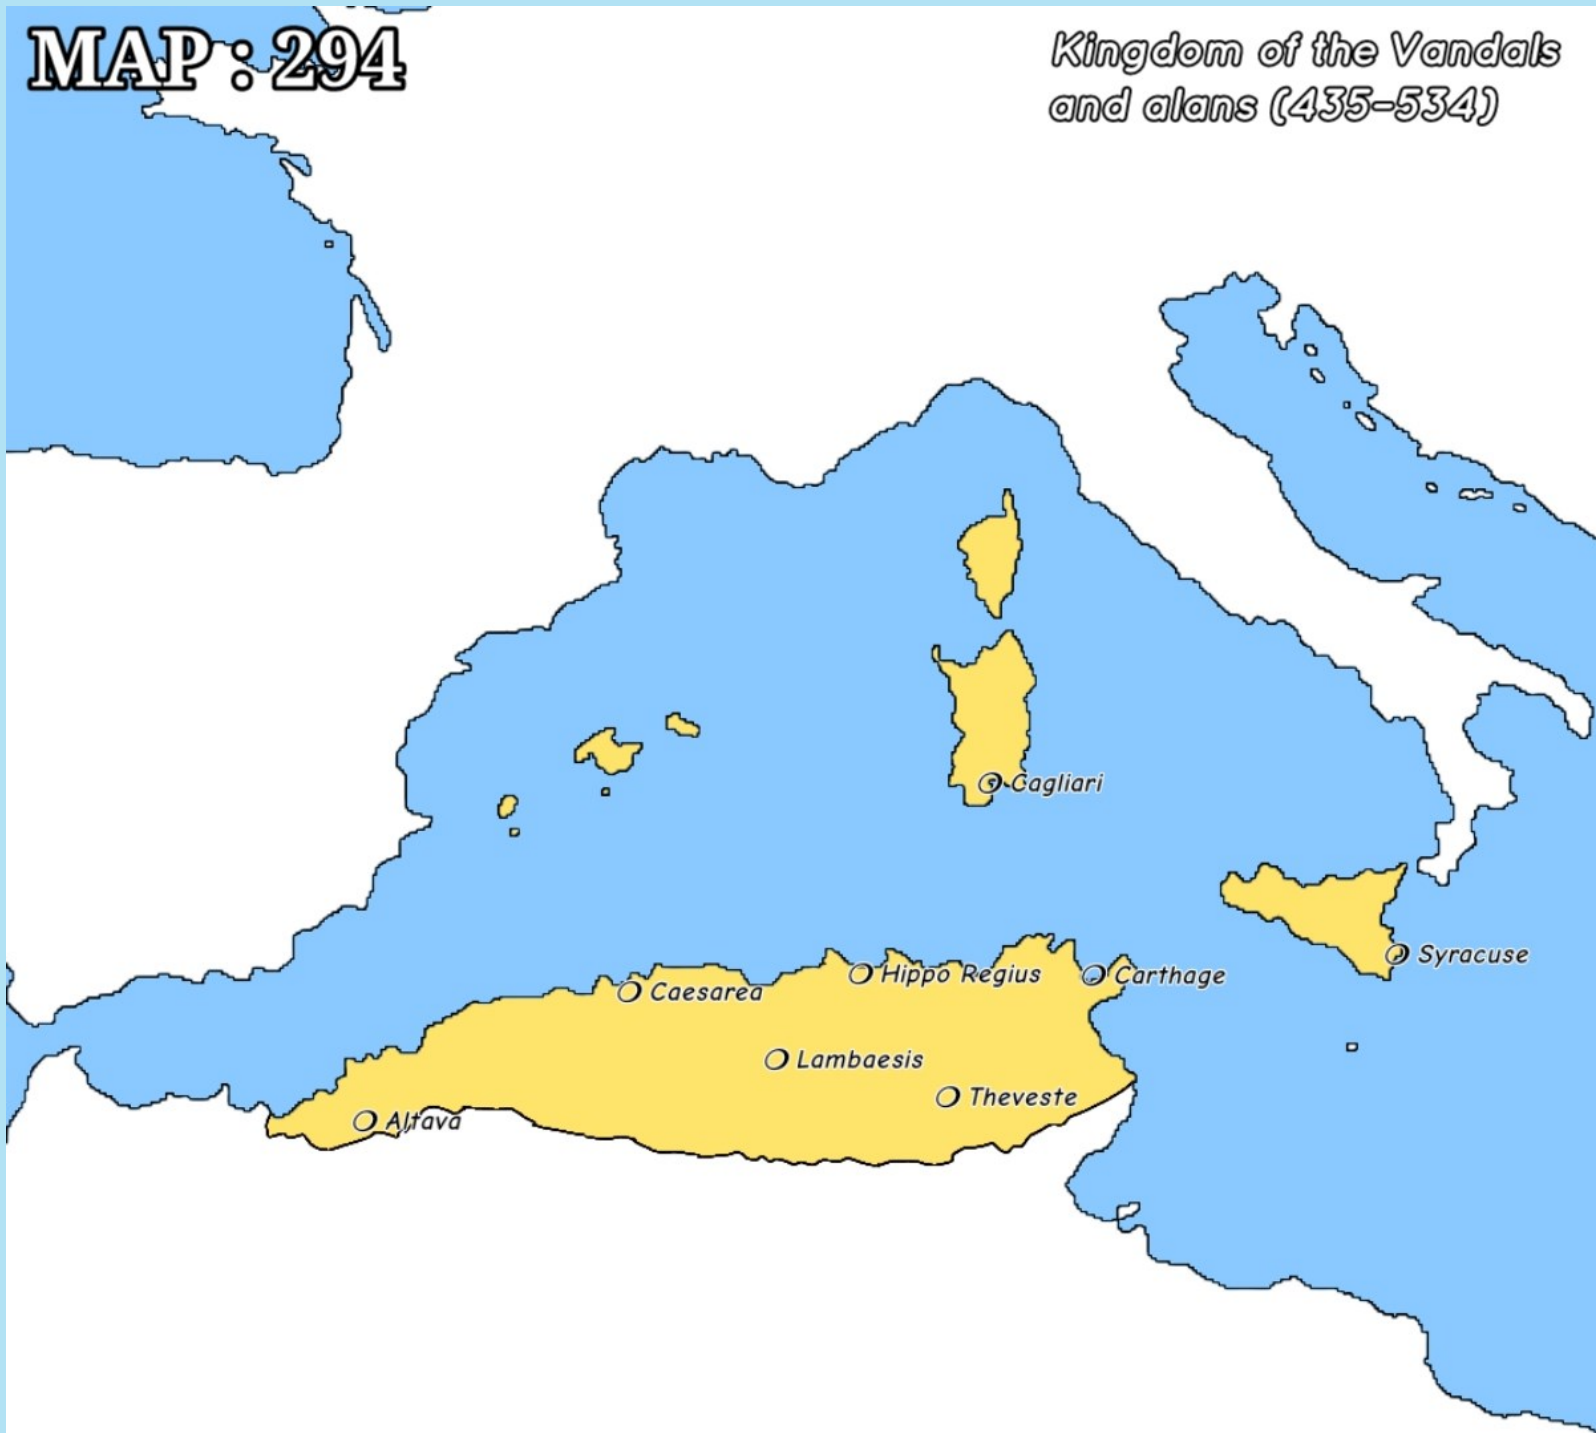 MAP : 294
Kingdom of the Vandals
and alans (435-534)
Cagliari
Syracuse
Hippo Regius
Carthage
Caesarea
Lambaesis
Theveste
Altava